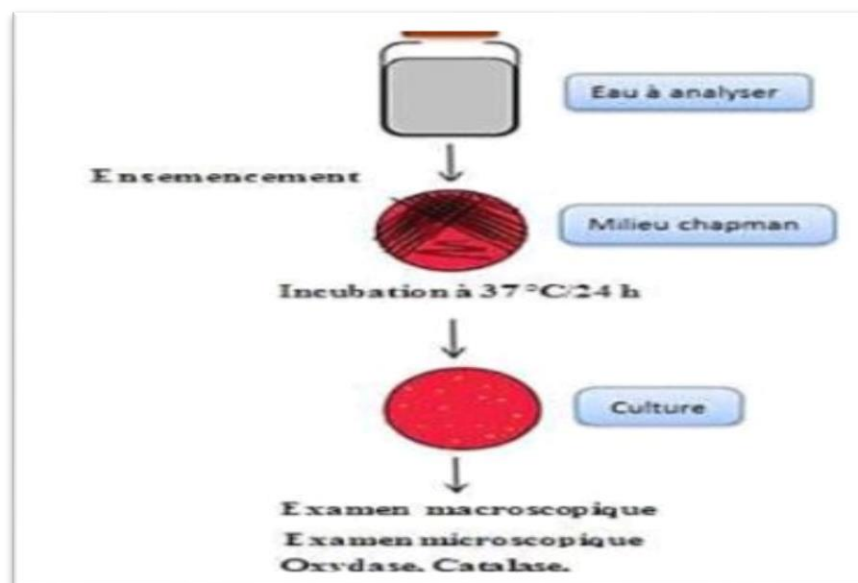 Eau à analyser
Ensemencement
Milieu chapman
Incubation à 37 °C/24 h
Culture
Examen macroscopique
Examen microscopique
Oxydase. Catalase.